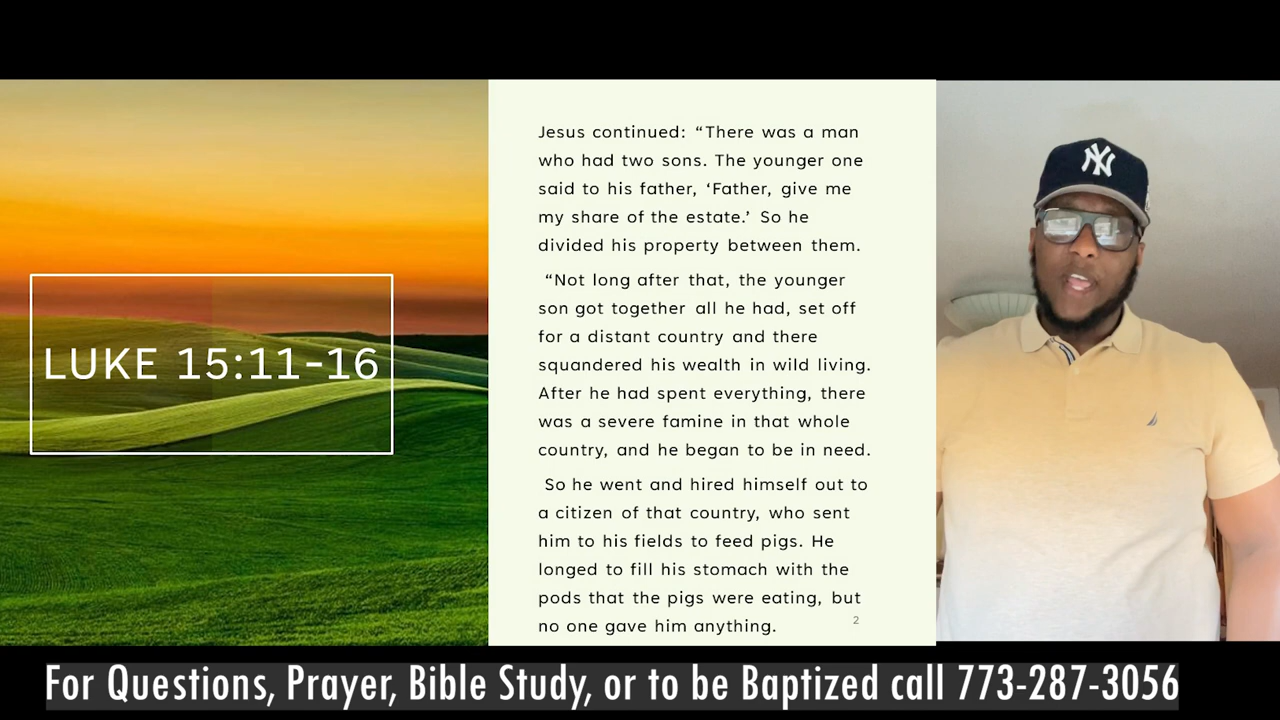 LUKE 15:11-16
Jesus continued: “There was a man
who had two sons. The younger one
said to his father, ‘Father, give me
my share of the estate.’ So he
divided his property between them.
“Not long after that, the younger
son got together all he had, set off
for a distant country and there
squandered his wealth in wild living.
After he had spent everything, there
was a severe famine in that whole
country, and he began to be in need.
So he went and hired himself out to
a citizen of that country, who sent
him to his fields to feed pigs. He
longed to fill his stomach with the
pods that the pigs were eating, but
no one gave him anything.
2
NY
For Questions, Prayer, Bible Study, or to be Baptized call 773-287-3056